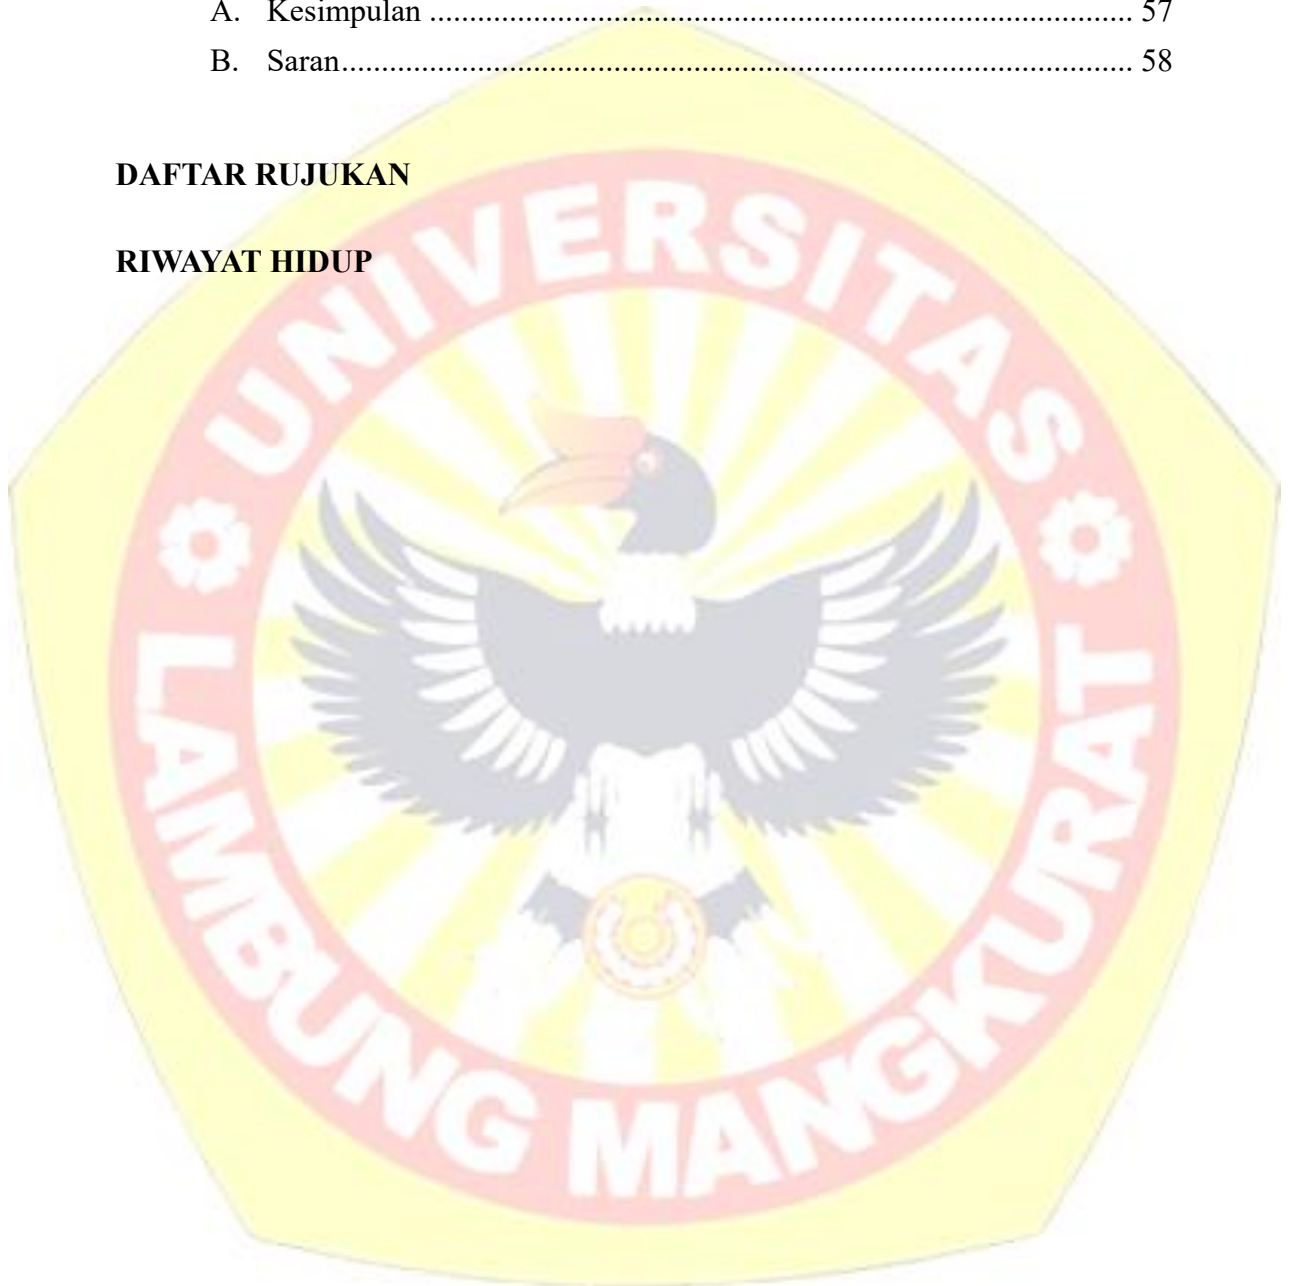 A. Kesimpulan ........................................................................................ 57
B. Saran................................................................................................... 58
DAFTAR RUJUKAN
RIWAYAT HIDUP
UNIVERSITAS
LAMBUNG MANGKURAT